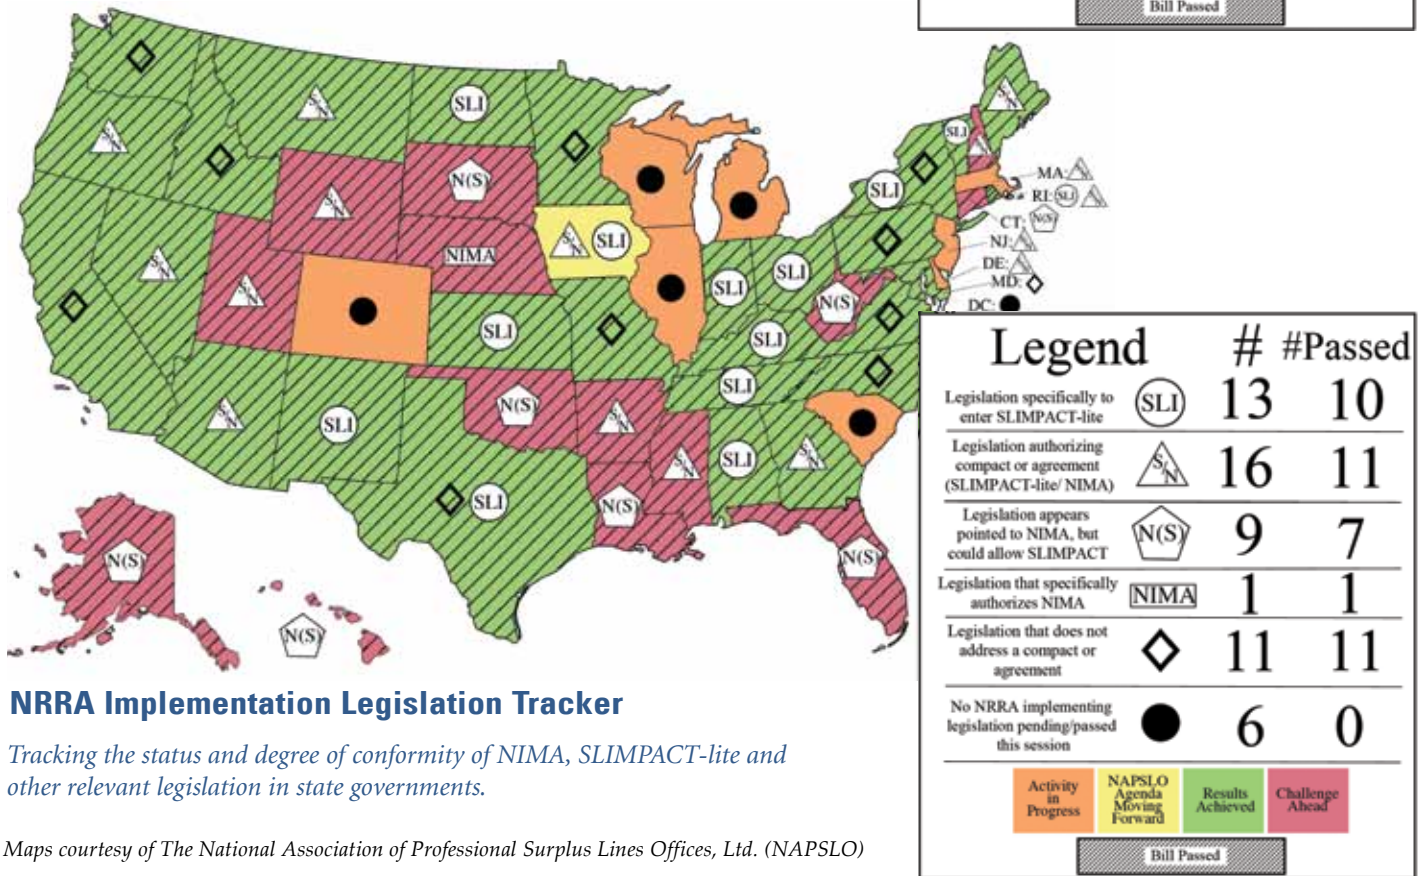 Bill Passed
SLI
S/N
S/N
N(S)
SLI
S/N
N(S)
S/N
MA: S/N
RI: SLI S/N
CT: N(S)
NJ: S/N
DE: S/N
MD:
DC:
SLI
S/N
SLI
NIMA
S/N
S/N
SLI
SLI
N(S)
SLI
SLI
SLI
N(S)
S/N
S/N
SLI
S/N
SLI
S/N
SLI
N(S)
N(S)
N(S)
N(S)
Legend # #Passed
Legislation specifically to
enter SLIMPACT-lite
SLI 13 10
Legislation authorizing
compact or agreement
(SLIMPACT-lite/ NIMA)
S/N 16 11
Legislation appears
pointed to NIMA, but
could allow SLIMPACT
N(S) 9 7
Legislation that specifically
authorizes NIMA
NIMA 1 1
Legislation that does not
address a compact or
agreement
11 11
No NRRA implementing
legislation pending/passed
this session
6 0
Activity
in
Progress
NAPSLO
Agenda
Moving
Forward
Results
Achieved
Challenge
Ahead
Bill Passed
NRRA Implementation Legislation Tracker
Tracking the status and degree of conformity of NIMA, SLIMPACT-lite and
other relevant legislation in state governments.
Maps courtesy of The National Association of Professional Surplus Lines Offices, Ltd. (NAPSLO)